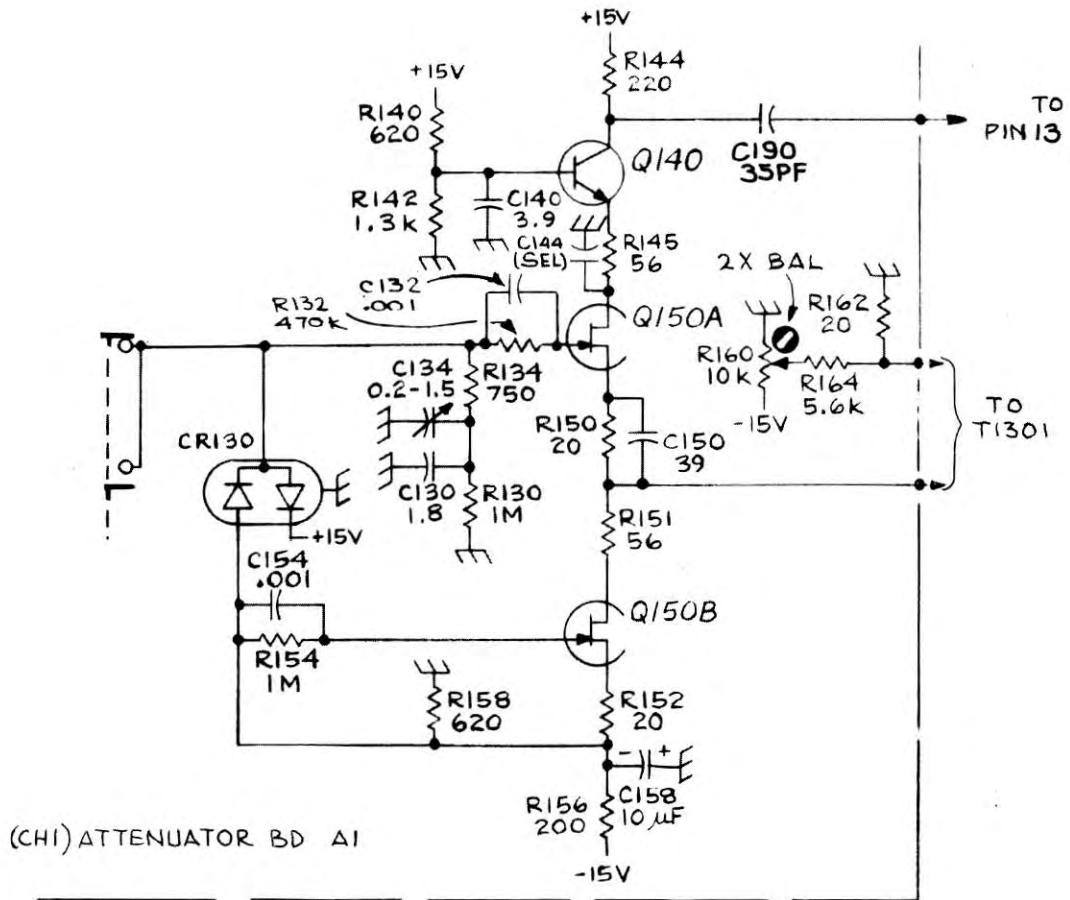 +15V
R144
220
+15V
R140
620
TO
PIN 13
C190
35PF
Q140
R142
1.3k
C140
3.9
C144
(SEL)
R145
56
2X BAL
C132
.001
R132
470k
Q150A
R162
20
R160
10k
R164
5.6k
-15V
C134
0.2-1.5
R134
750
R150
20
C150
39
TO
T1301
CR130
C130
1.8
R130
1M
+15V
R151
56
C154
.001
Q150B
R154
1M
R158
620
R152
20
- +
R156
200
C158
10µF
(CH1) ATTENUATOR BD A1
-15V